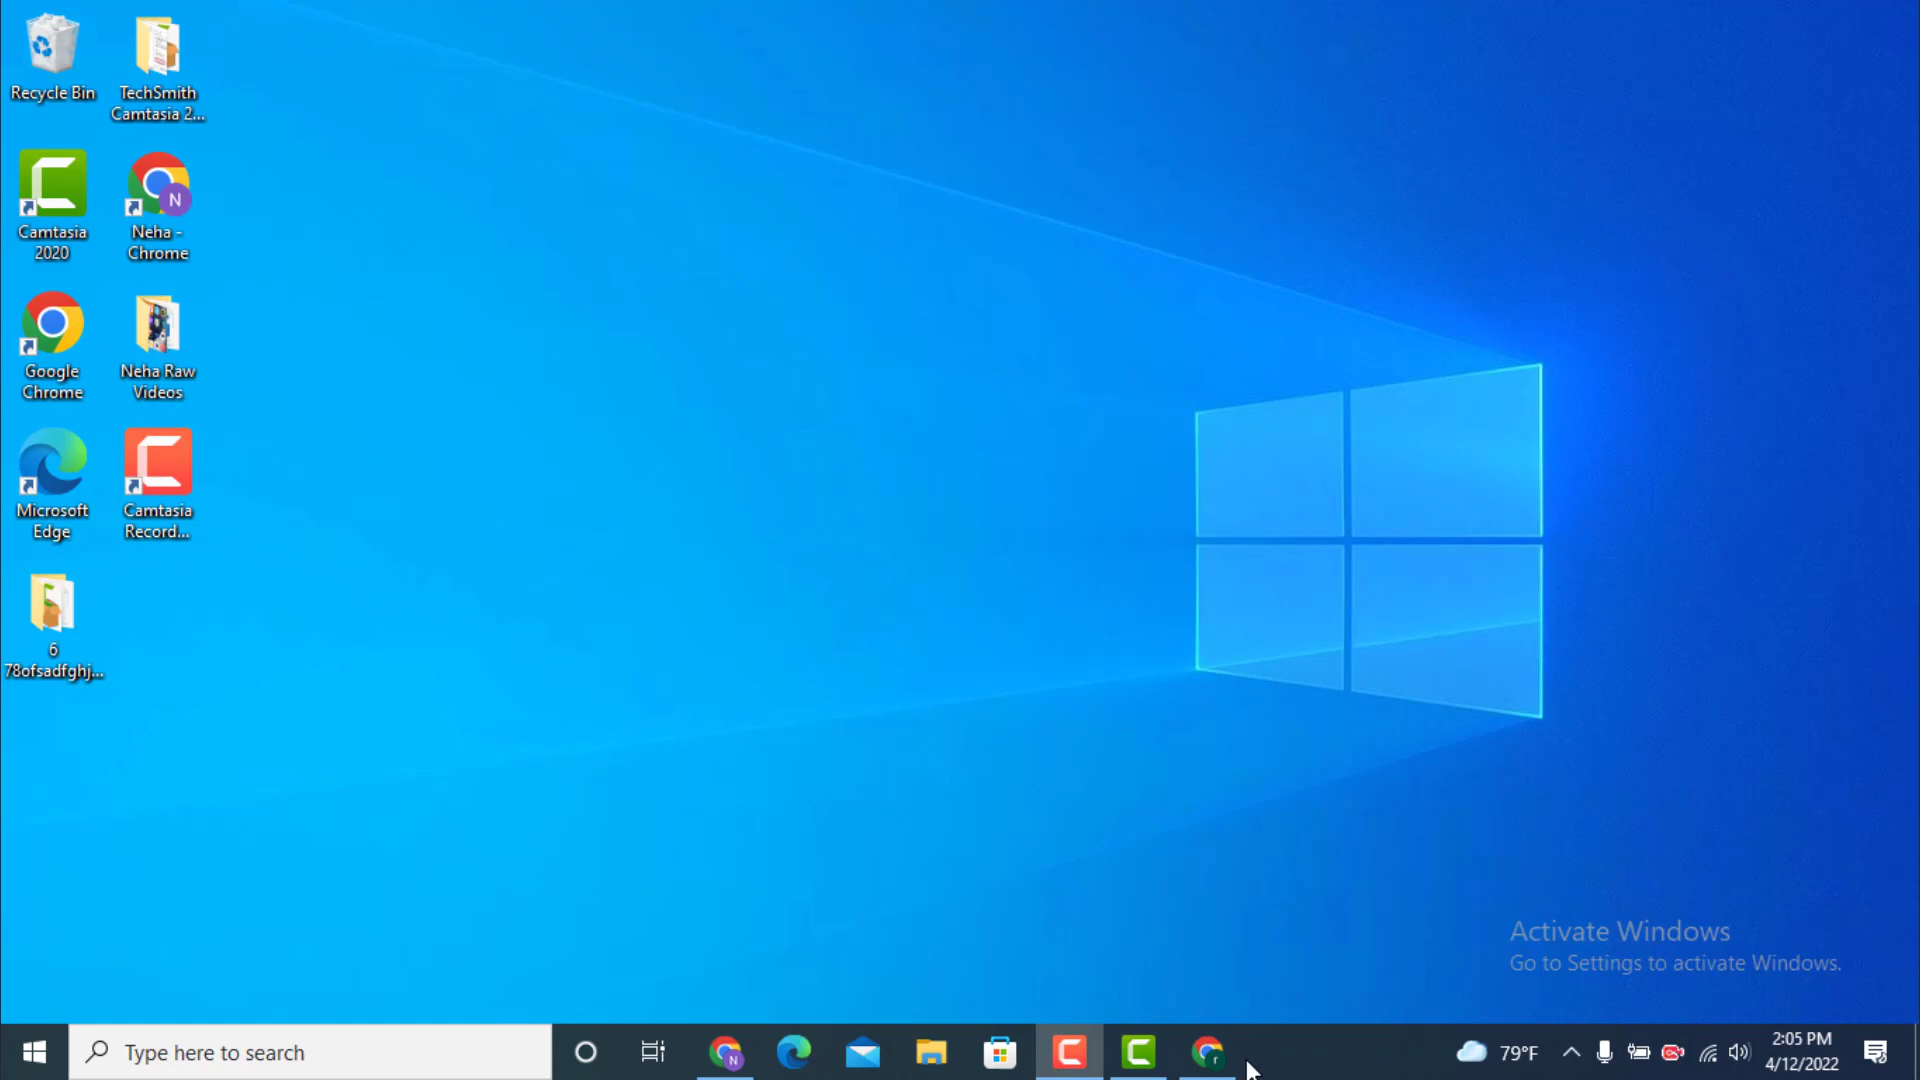 Recycle Bin
TechSmith
Camtasia 2...
Camtasia
2020
N
Neha -
Chrome
Google
Chrome
Neha Raw
Videos
Microsoft
Edge
Camtasia
Record...
6
78ofsadfghj...
Activate Windows
Go to Settings to activate Windows.
Type here to search
N
r
79°F
2:05 PM
4/12/2022